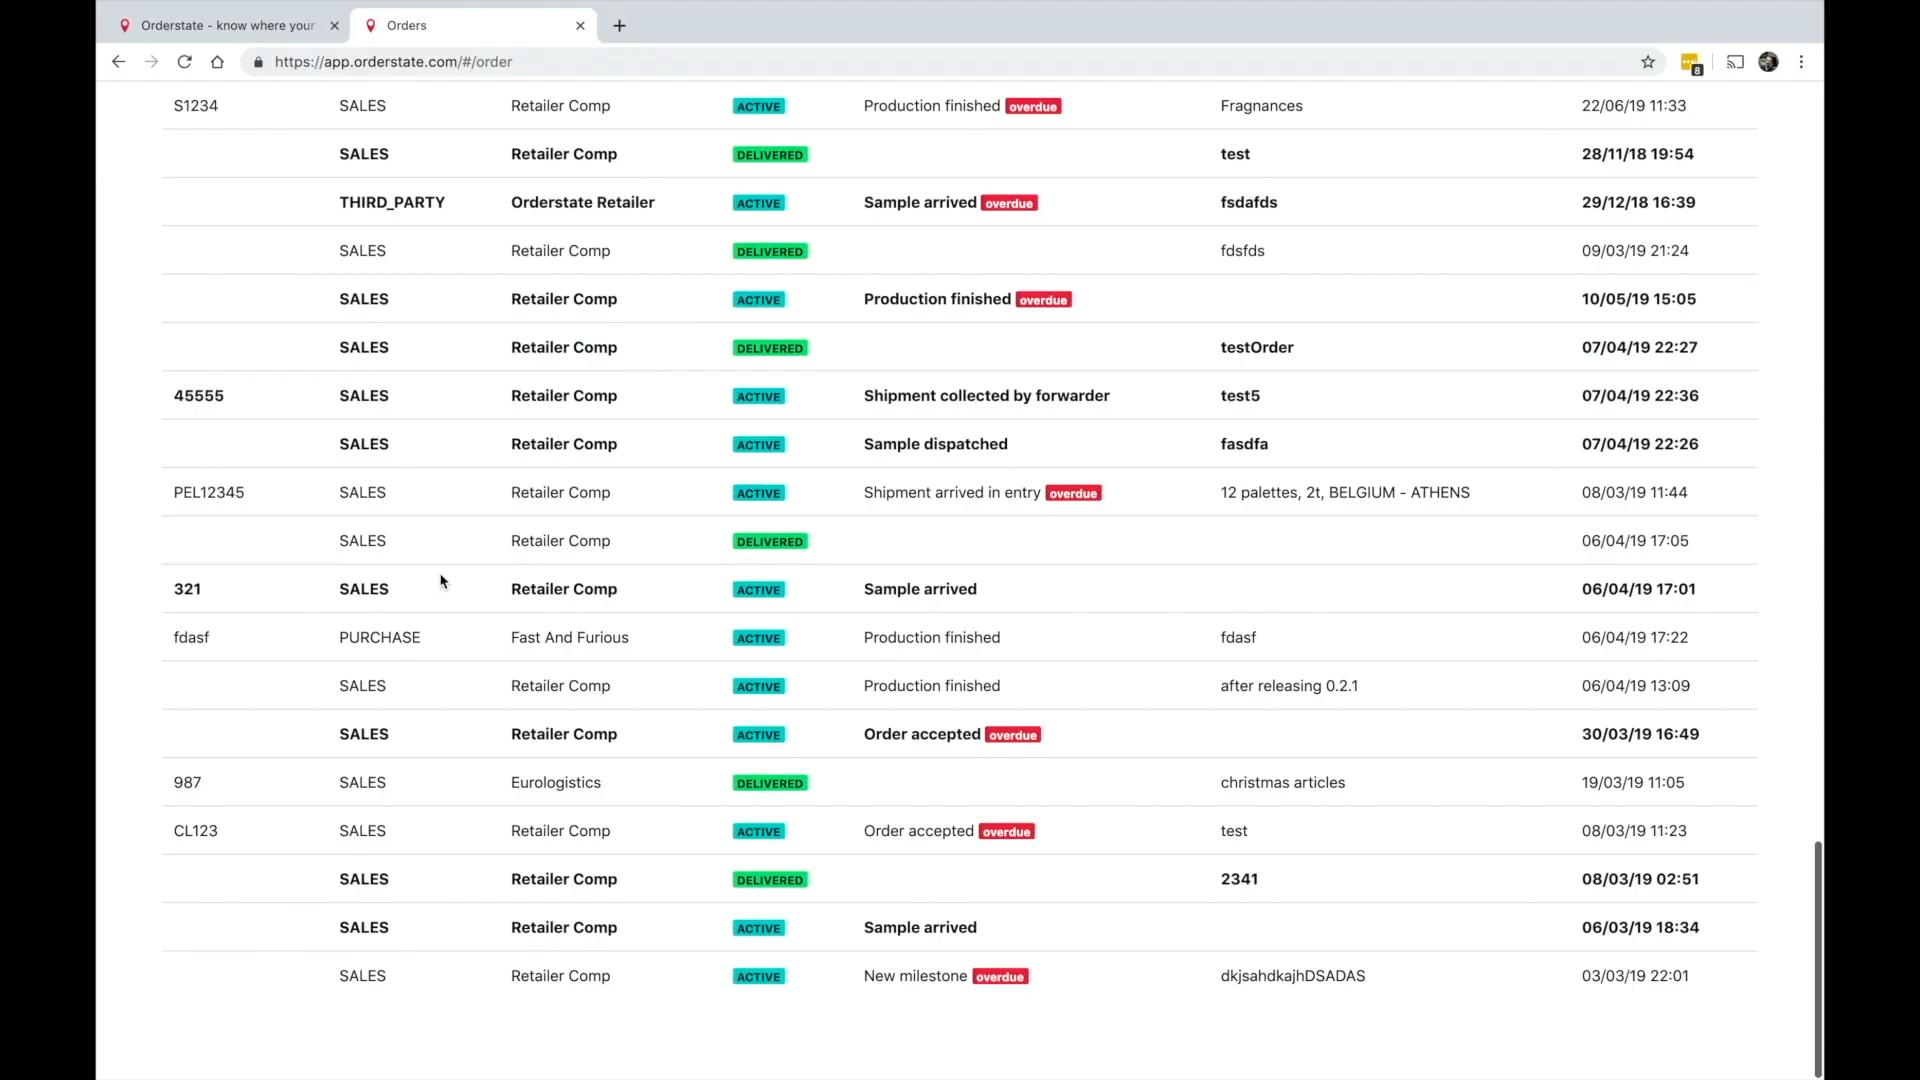 Orderstate - know where your
Orders
https://app.orderstate.com/#/order
8
S1234 SALES Retailer Comp ACTIVE Production finished overdue Fragnances 22/06/19 11:33
SALES Retailer Comp DELIVERED test 28/11/18 19:54
THIRD_PARTY Orderstate Retailer ACTIVE Sample arrived overdue fsdafds 29/12/18 16:39
SALES Retailer Comp DELIVERED fdsfds 09/03/19 21:24
SALES Retailer Comp ACTIVE Production finished overdue 10/05/19 15:05
SALES Retailer Comp DELIVERED testOrder 07/04/19 22:27
45555 SALES Retailer Comp ACTIVE Shipment collected by forwarder test5 07/04/19 22:36
SALES Retailer Comp ACTIVE Sample dispatched fasdfa 07/04/19 22:26
PEL12345 SALES Retailer Comp ACTIVE Shipment arrived in entry overdue 12 palettes, 2t, BELGIUM - ATHENS 08/03/19 11:44
SALES Retailer Comp DELIVERED 06/04/19 17:05
321 SALES Retailer Comp ACTIVE Sample arrived 06/04/19 17:01
fdasf PURCHASE Fast And Furious ACTIVE Production finished fdasf 06/04/19 17:22
SALES Retailer Comp ACTIVE Production finished after releasing 0.2.1 06/04/19 13:09
SALES Retailer Comp ACTIVE Order accepted overdue 30/03/19 16:49
987 SALES Eurologistics DELIVERED christmas articles 19/03/19 11:05
CL123 SALES Retailer Comp ACTIVE Order accepted overdue test 08/03/19 11:23
SALES Retailer Comp DELIVERED 2341 08/03/19 02:51
SALES Retailer Comp ACTIVE Sample arrived 06/03/19 18:34
SALES Retailer Comp ACTIVE New milestone overdue dkjsahdkajhDSADAS 03/03/19 22:01